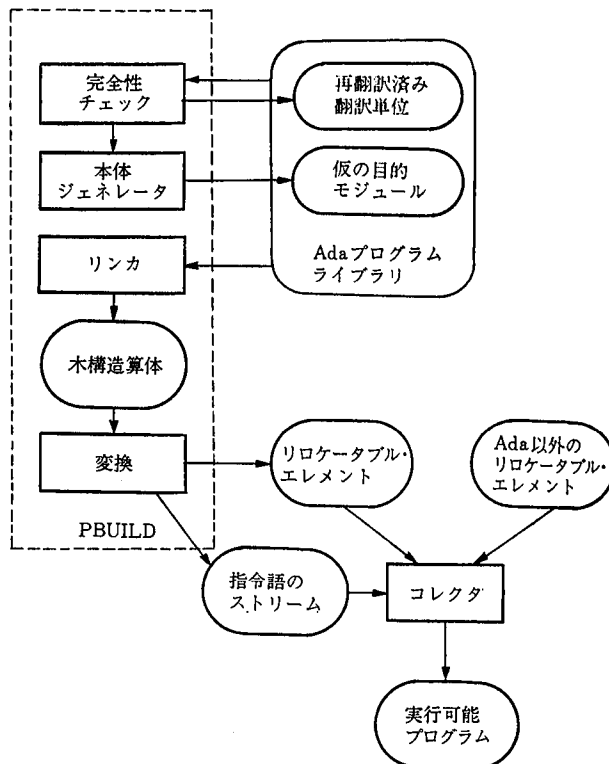 完全性
チェック
再翻訳済み
翻訳単位
本体
ジェネレータ
仮の目的
モジュール
Adaプログラム
ライブラリ
リンカ
木構造算体
変換
PBUILD
リロケータブル・
エレメント
Ada以外の
リロケータブル・
エレメント
指令語の
ストリーム
コレクタ
実行可能
プログラム